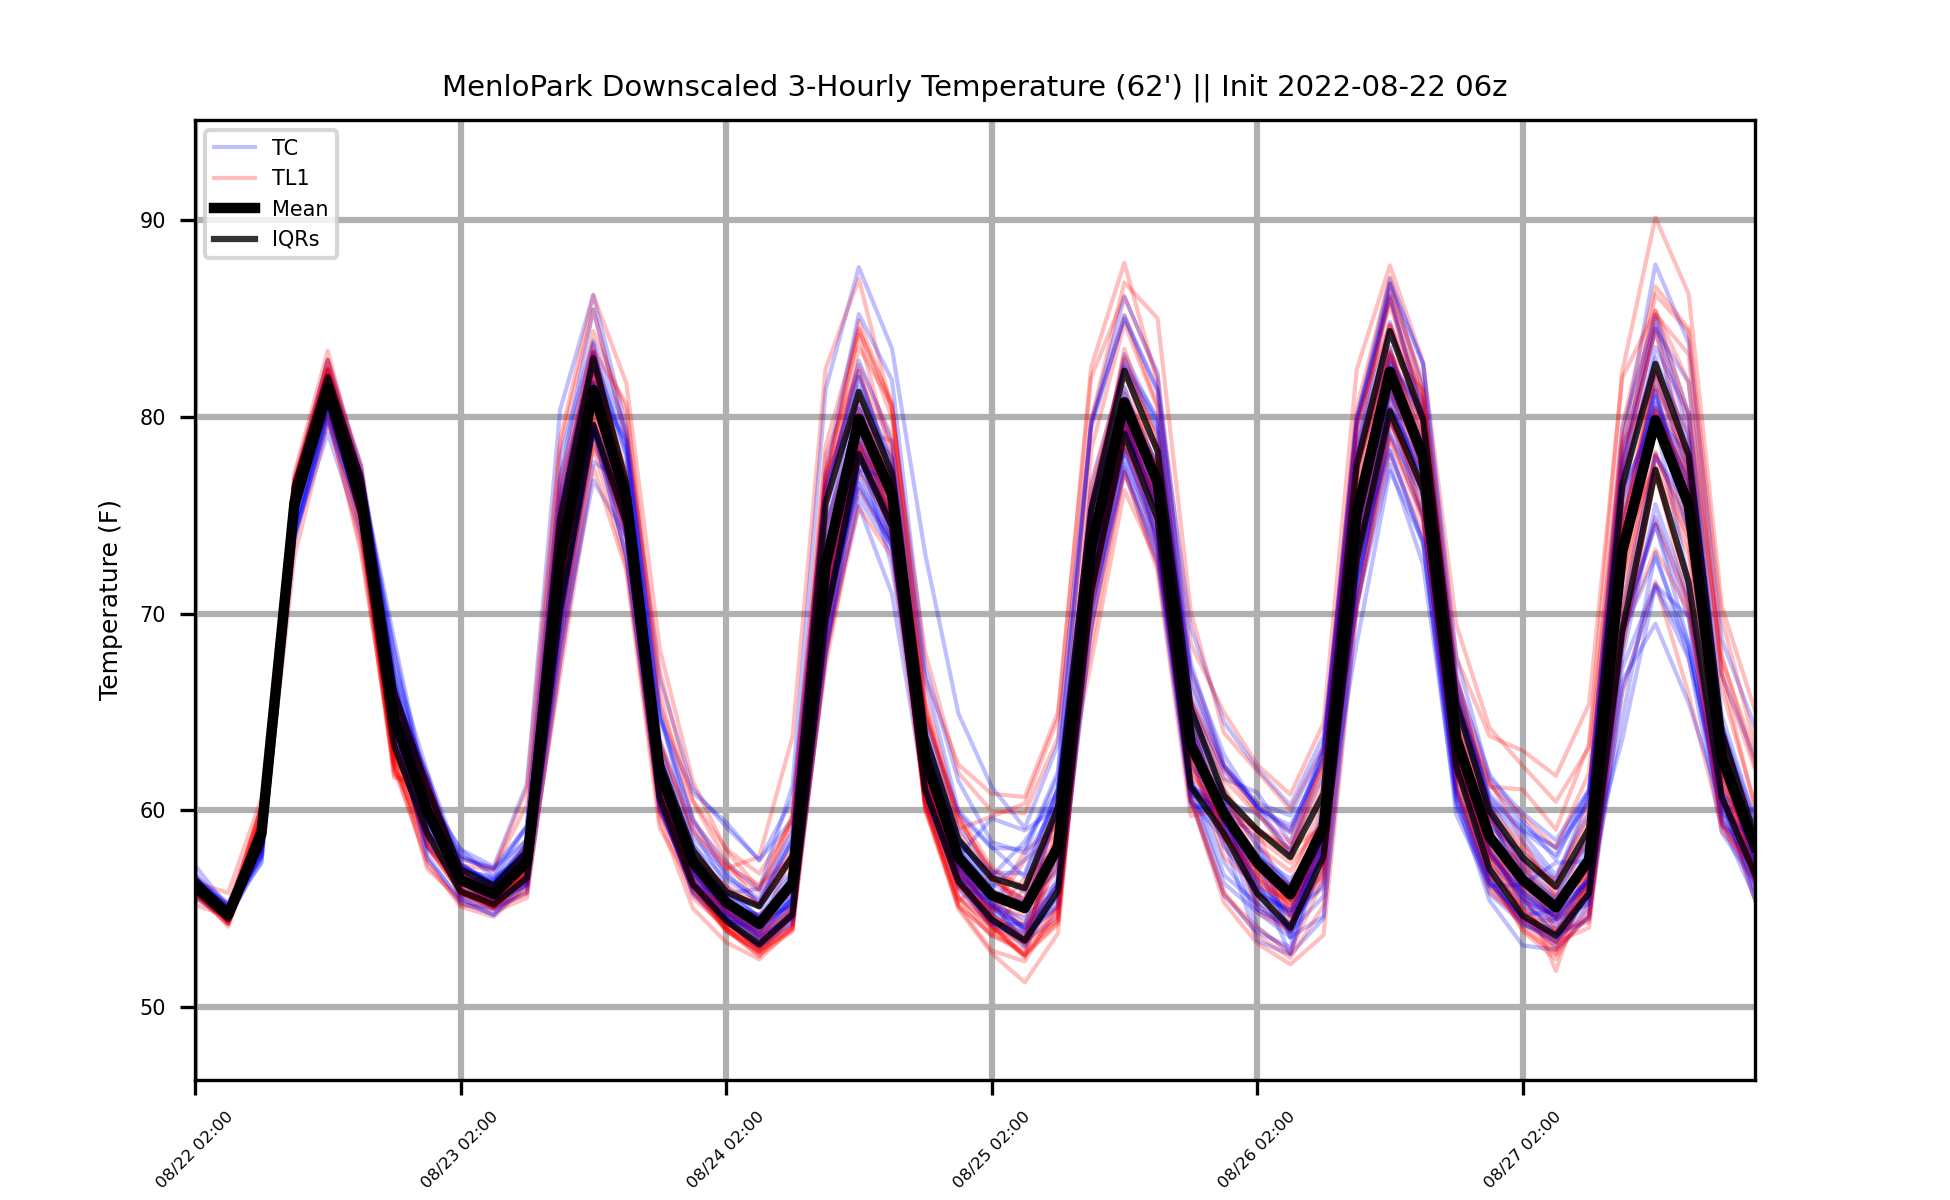 MenloPark Downscaled 3-Hourly Temperature (62') || Init 2022-08-22 06z
TC
TL1
Mean
IQRs
Temperature (F)
90
80
70
60
50
08/22 02:00
08/23 02:00
08/24 02:00
08/25 02:00
08/26 02:00
08/27 02:00